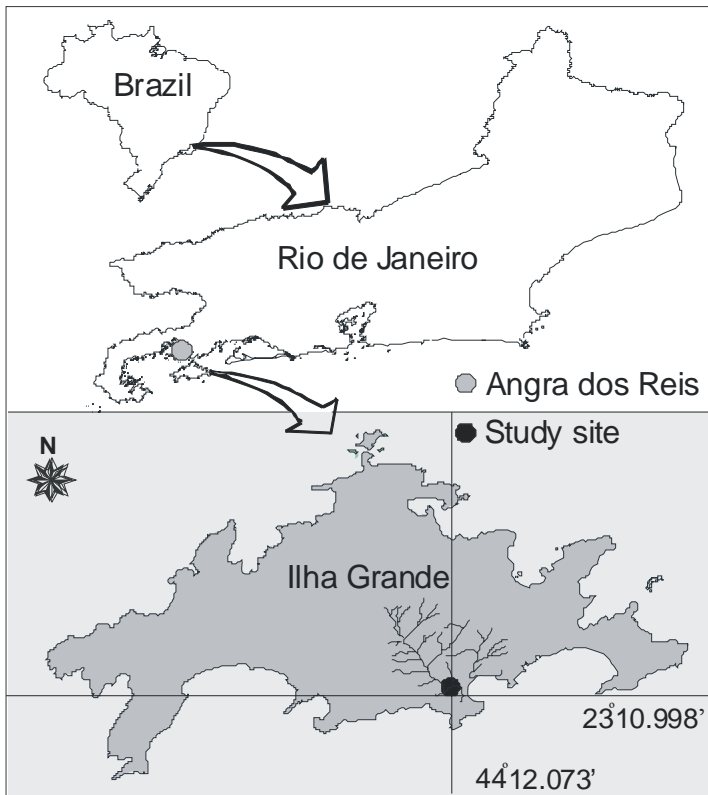 Brazil
Rio de Janeiro
Angra dos Reis
Study site
N
Ilha Grande
23°10.998’
44°12.073’